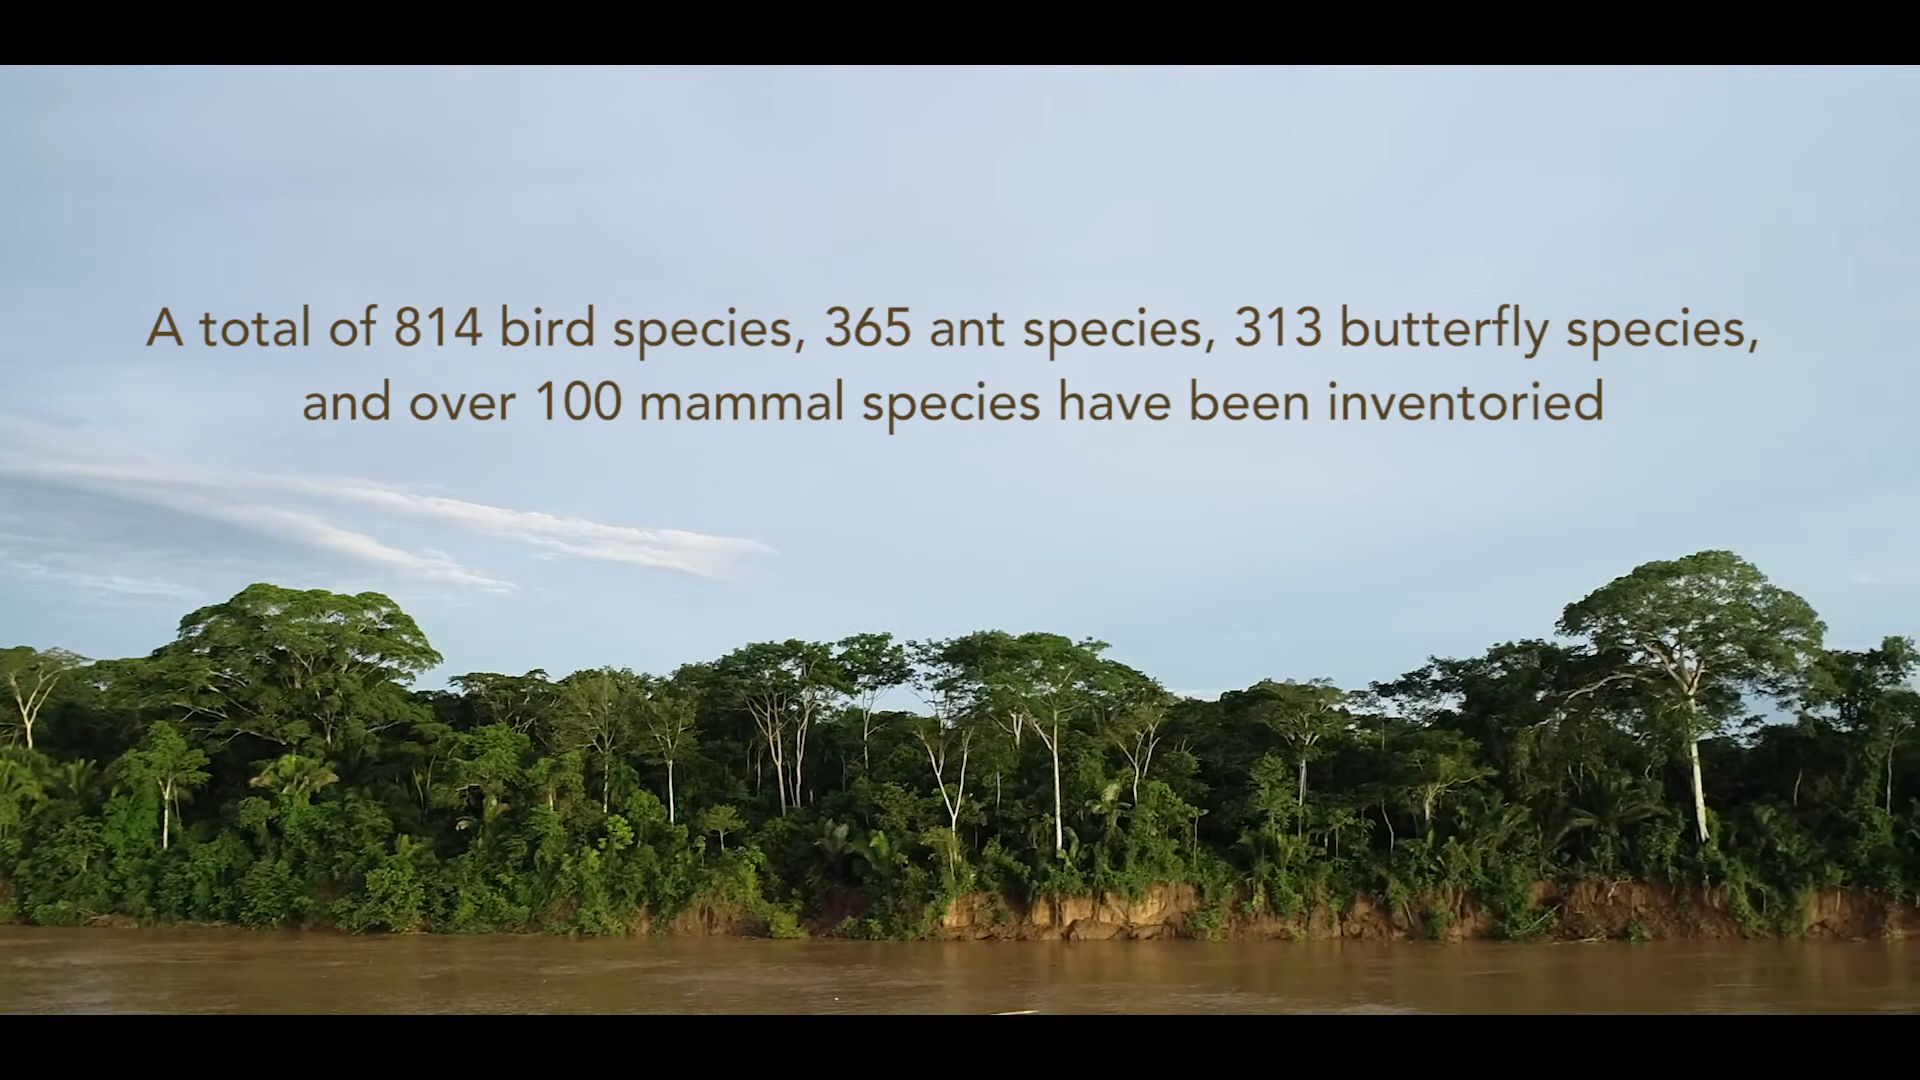 A total of 814 bird species, 365 ant species, 313 butterfly species,
and over 100 mammal species have been inventoried